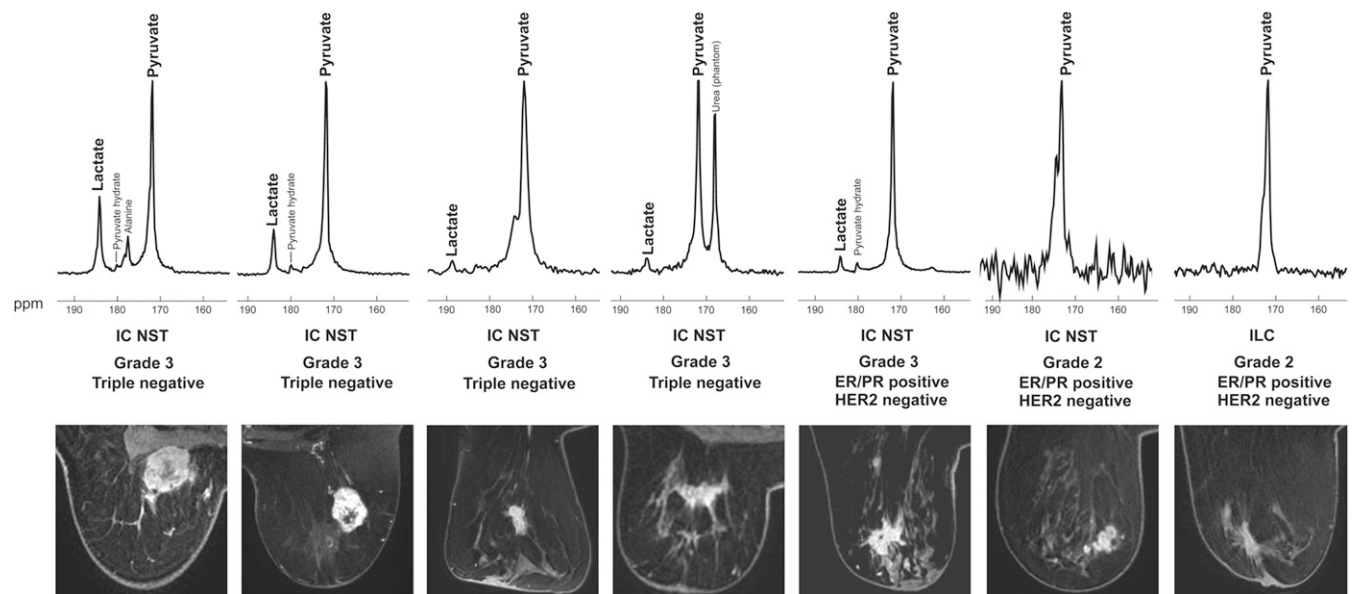 Lactate
Pyruvate hydrate
Alanine
Pyruvate
Lactate
Pyruvate hydrate
Pyruvate
Lactate
Pyruvate
Lactate
Pyruvate
Urea (phantom)
Lactate
Pyruvate hydrate
Pyruvate
Pyruvate
Pyruvate
ppm
190 180 170 160
190 180 170 160
190 180 170 160
190 180 170 160
190 180 170 160
190 180 170 160
190 180 170 160
IC NST
Grade 3
Triple negative
IC NST
Grade 3
Triple negative
IC NST
Grade 3
Triple negative
IC NST
Grade 3
Triple negative
IC NST
Grade 3
ER/PR positive
HER2 negative
IC NST
Grade 2
ER/PR positive
HER2 negative
ILC
Grade 2
ER/PR positive
HER2 negative